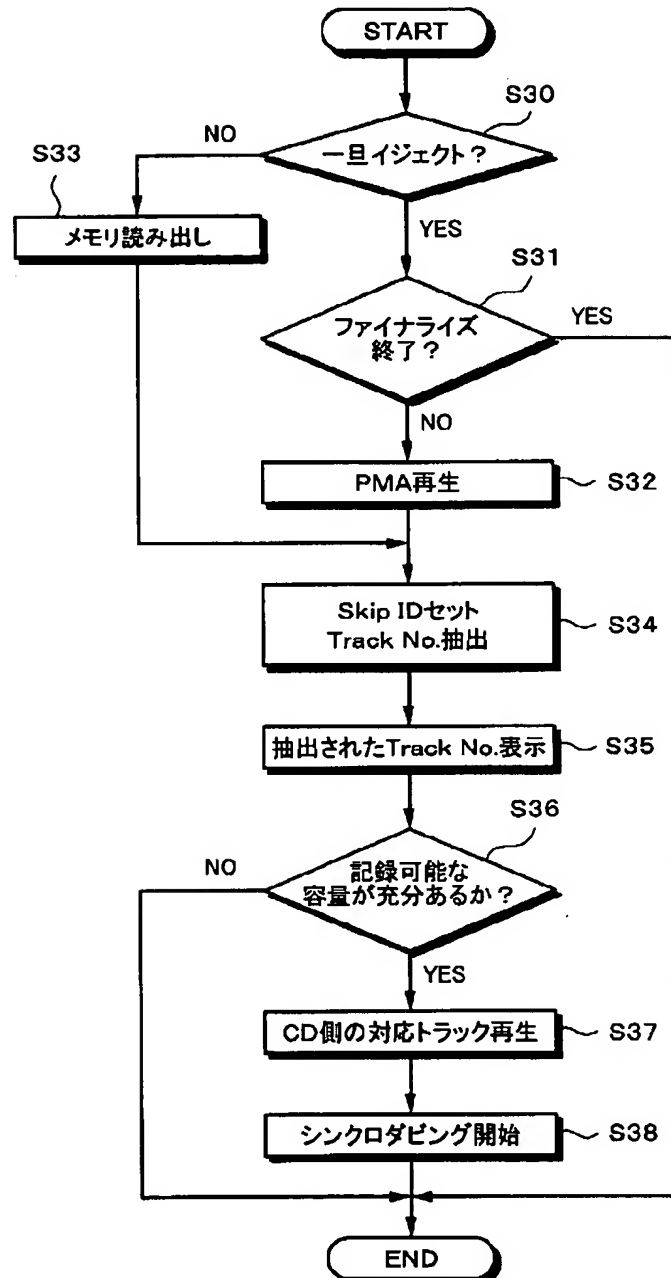 START
S30
NO
一旦イジェクト？
S33
メモリ読み出し
YES
S31
YES
ファイナライズ
終了？
NO
PMA再生
S32
Skip IDセット
Track No.抽出
S34
抽出されたTrack No.表示
S35
S36
NO
記録可能な
容量が充分あるか？
YES
CD側の対応トラック再生
S37
シンクロダビング開始
S38
END